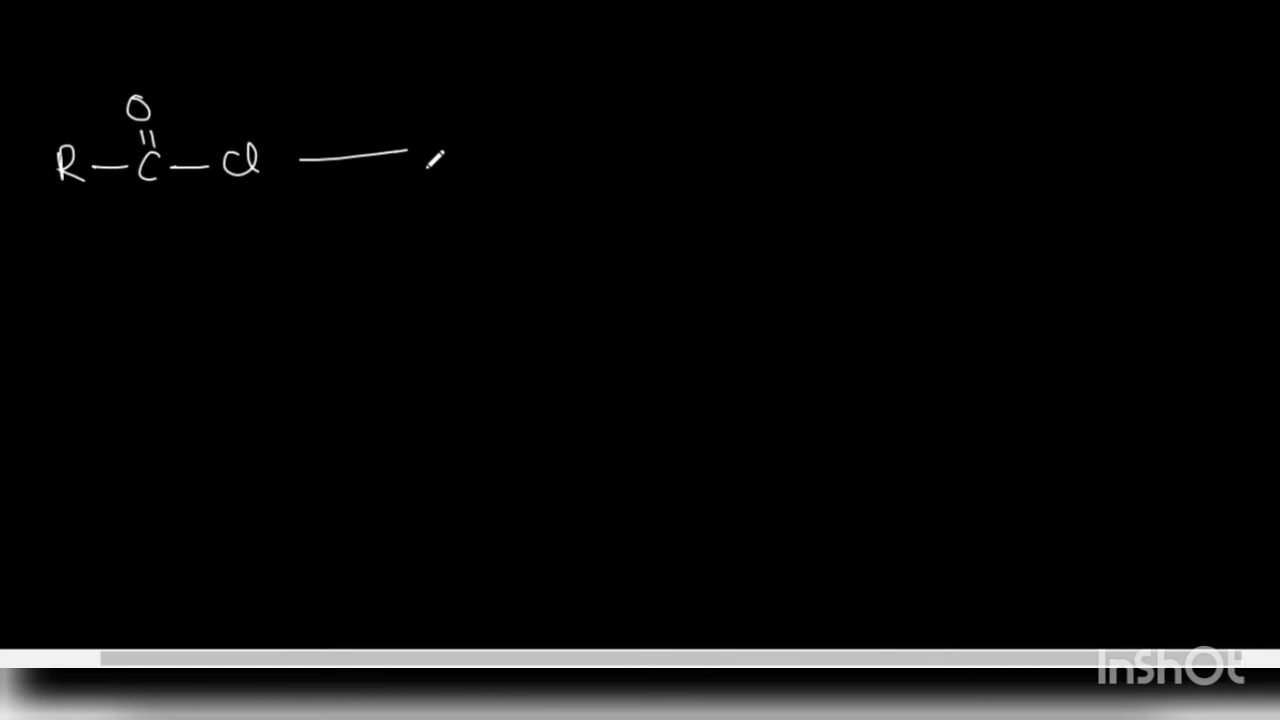 O
||
R — C — Cl ——
InShOt